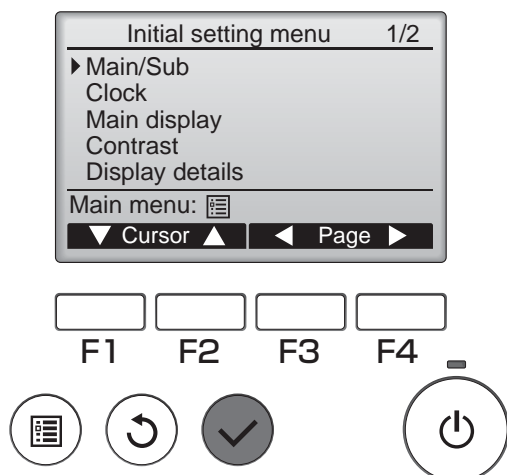 Initial setting menu 1/2
Main/Sub
Clock
Main display
Contrast
Display details
Main menu:
Cursor Page
F1 F2 F3 F4